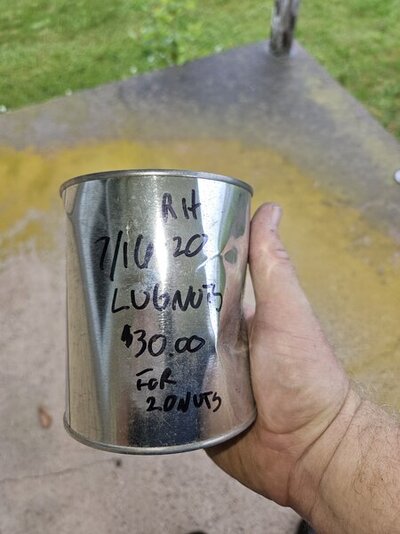 RH
7/16 20
LUGNUTS
$30.00
FOR
20NUTS